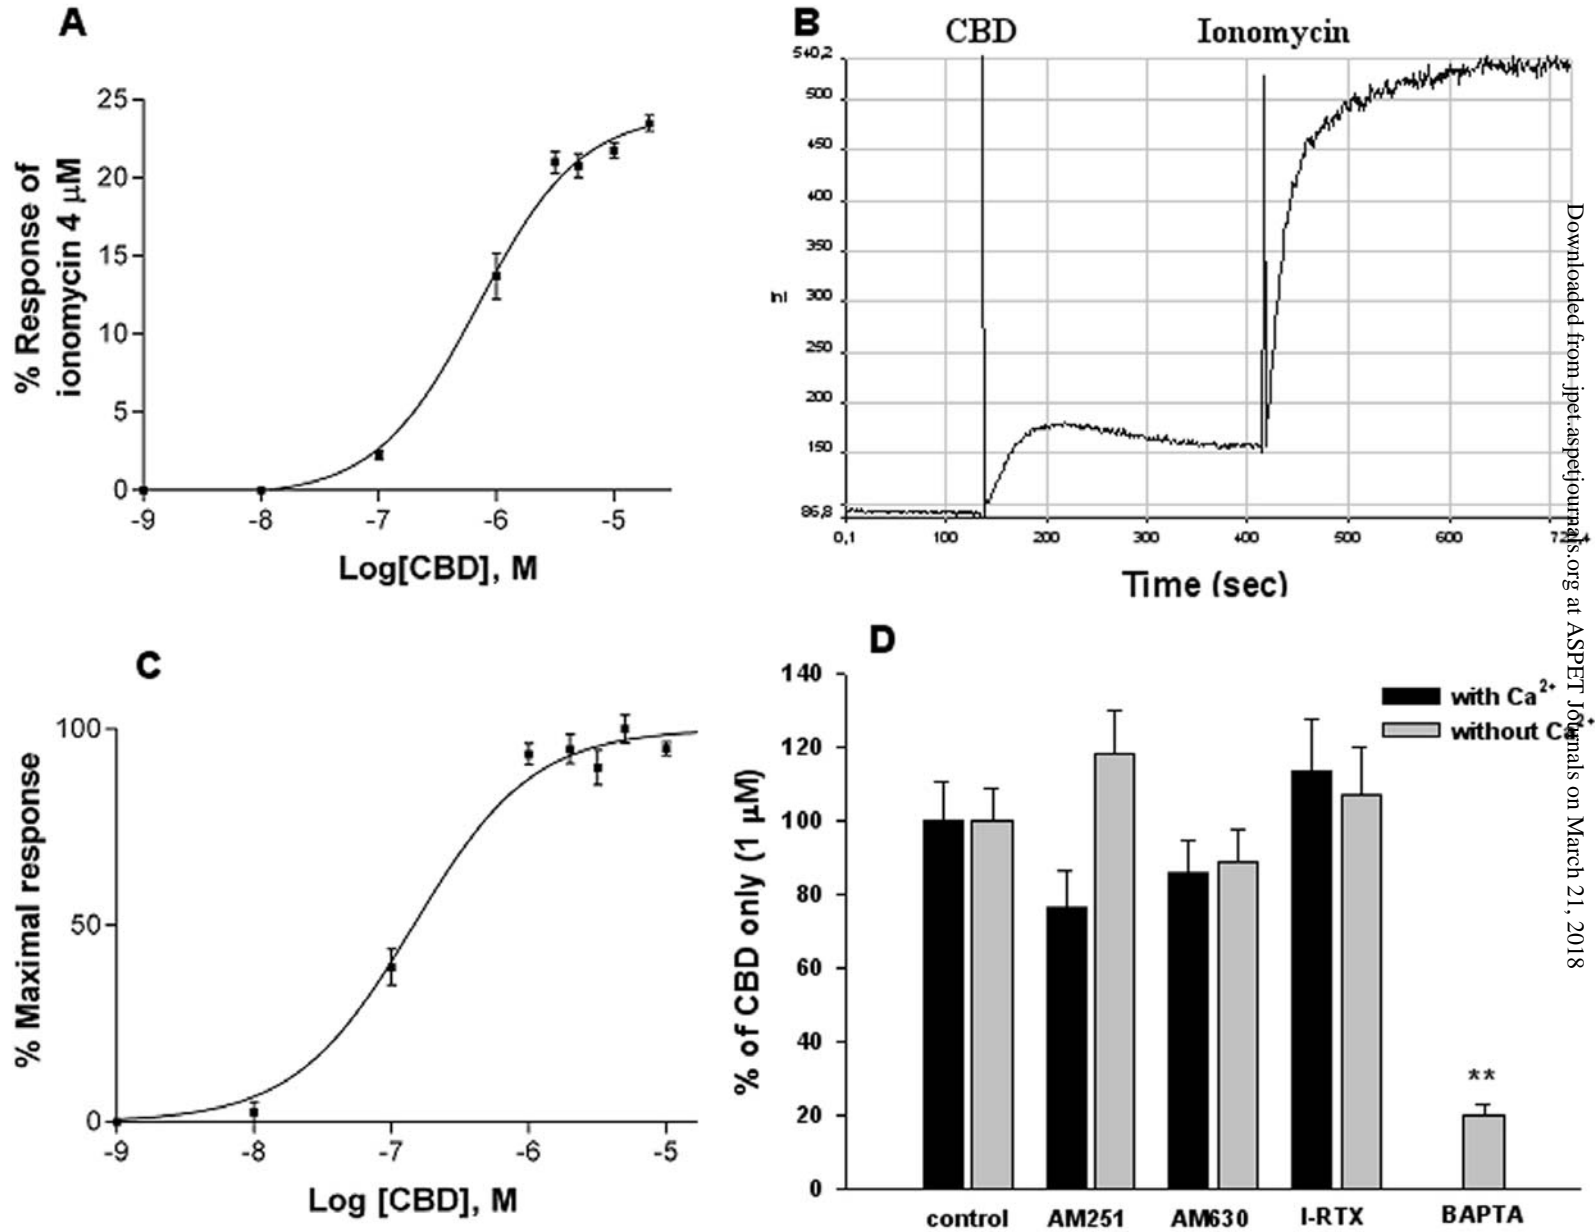 A
25
20
15
10
5
0
-9
-8
-7
-6
-5
% Response of
ionomycin 4 µM
Log[CBD], M
B
CBD
Ionomycin
540,2
500
450
400
350
300
250
200
150
86,8
0,1
100
200
300
400
500
600
Time (sec)
C
100
50
0
-9
-8
-7
-6
-5
% Maximal response
Log [CBD], M
D
140
120
100
80
60
40
20
0
% of CBD only (1 µM)
with Ca2+
without Ca2+
**
control
AM251
AM630
I-RTX
BAPTA
Downloaded from jpet.aspetjournals.org at ASPET Journals on March 21, 2018